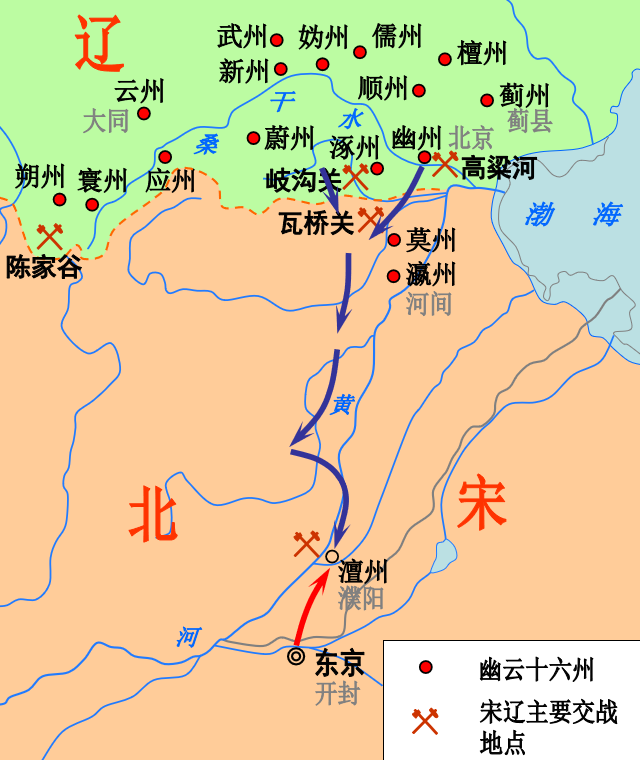 辽
武州
妫州
儒州
檀州
新州
云州
大同
顺州
蓟州
蓟县
桑
干
水
蔚州
涿州
幽州
北京
高粱河
朔州
寰州
应州
岐沟关
瓦桥关
莫州
渤
海
陈家谷
瀛州
河间
黄
北
宋
澶州
濮阳
河
东京
开封
幽云十六州
宋辽主要交战
地点